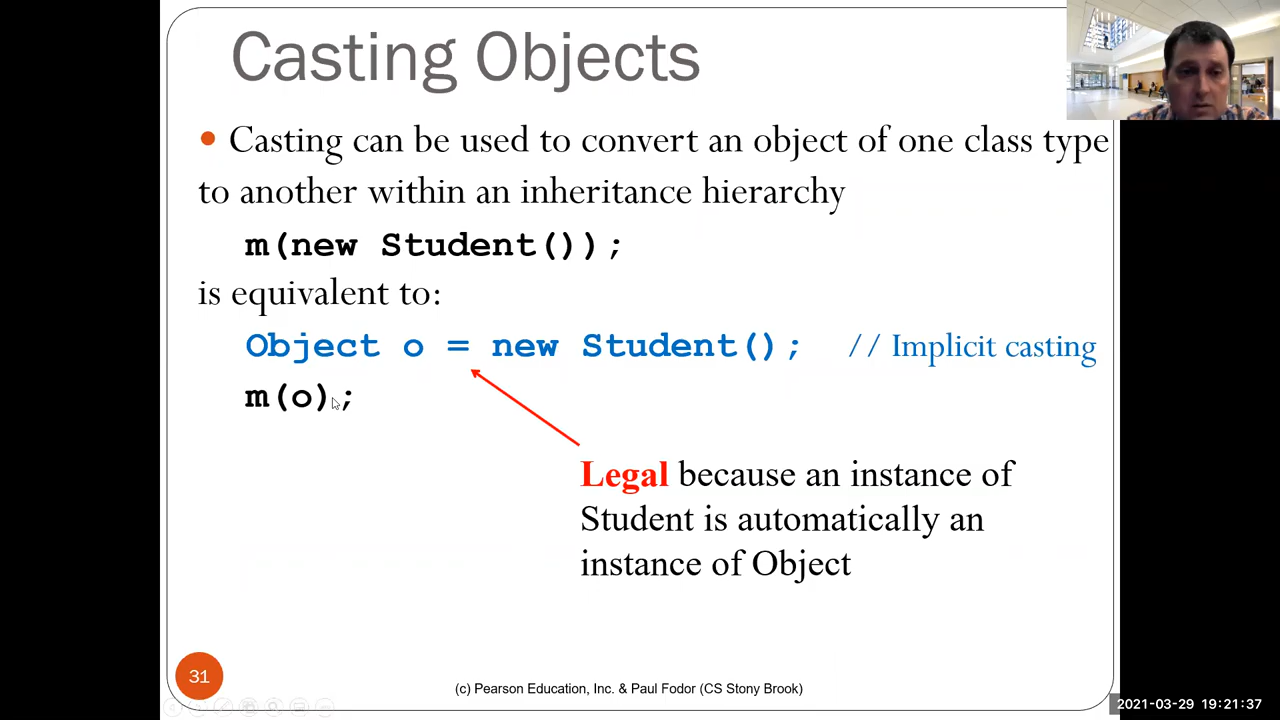 Casting Objects
• Casting can be used to convert an object of one class type
to another within an inheritance hierarchy
m(new Student());
is equivalent to:
Object o = new Student(); // Implicit casting
m(o);
Legal because an instance of
Student is automatically an
instance of Object
31
(c) Pearson Education, Inc. & Paul Fodor (CS Stony Brook)
2021-03-29 19:21:37